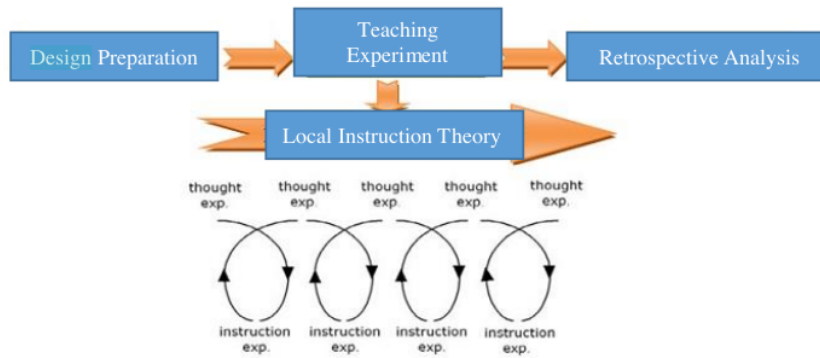 Design Preparation
Teaching
Experiment
Retrospective Analysis
Local Instruction Theory
thought
exp.
thought
exp.
thought
exp.
thought
exp.
thought
exp.
instruction
exp.
instruction
exp.
instruction
exp.
instruction
exp.